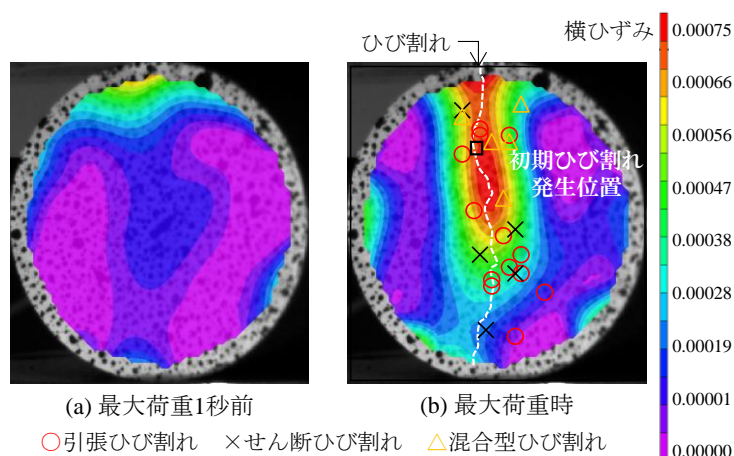 ひび割れ
横ひずみ
初期ひび割れ
発生位置
0.00075
0.00066
0.00056
0.00047
0.00038
0.00028
0.00019
0.00001
0.00000
(a) 最大荷重1秒前
(b) 最大荷重時
○引張ひび割れ ×せん断ひび割れ △混合型ひび割れ